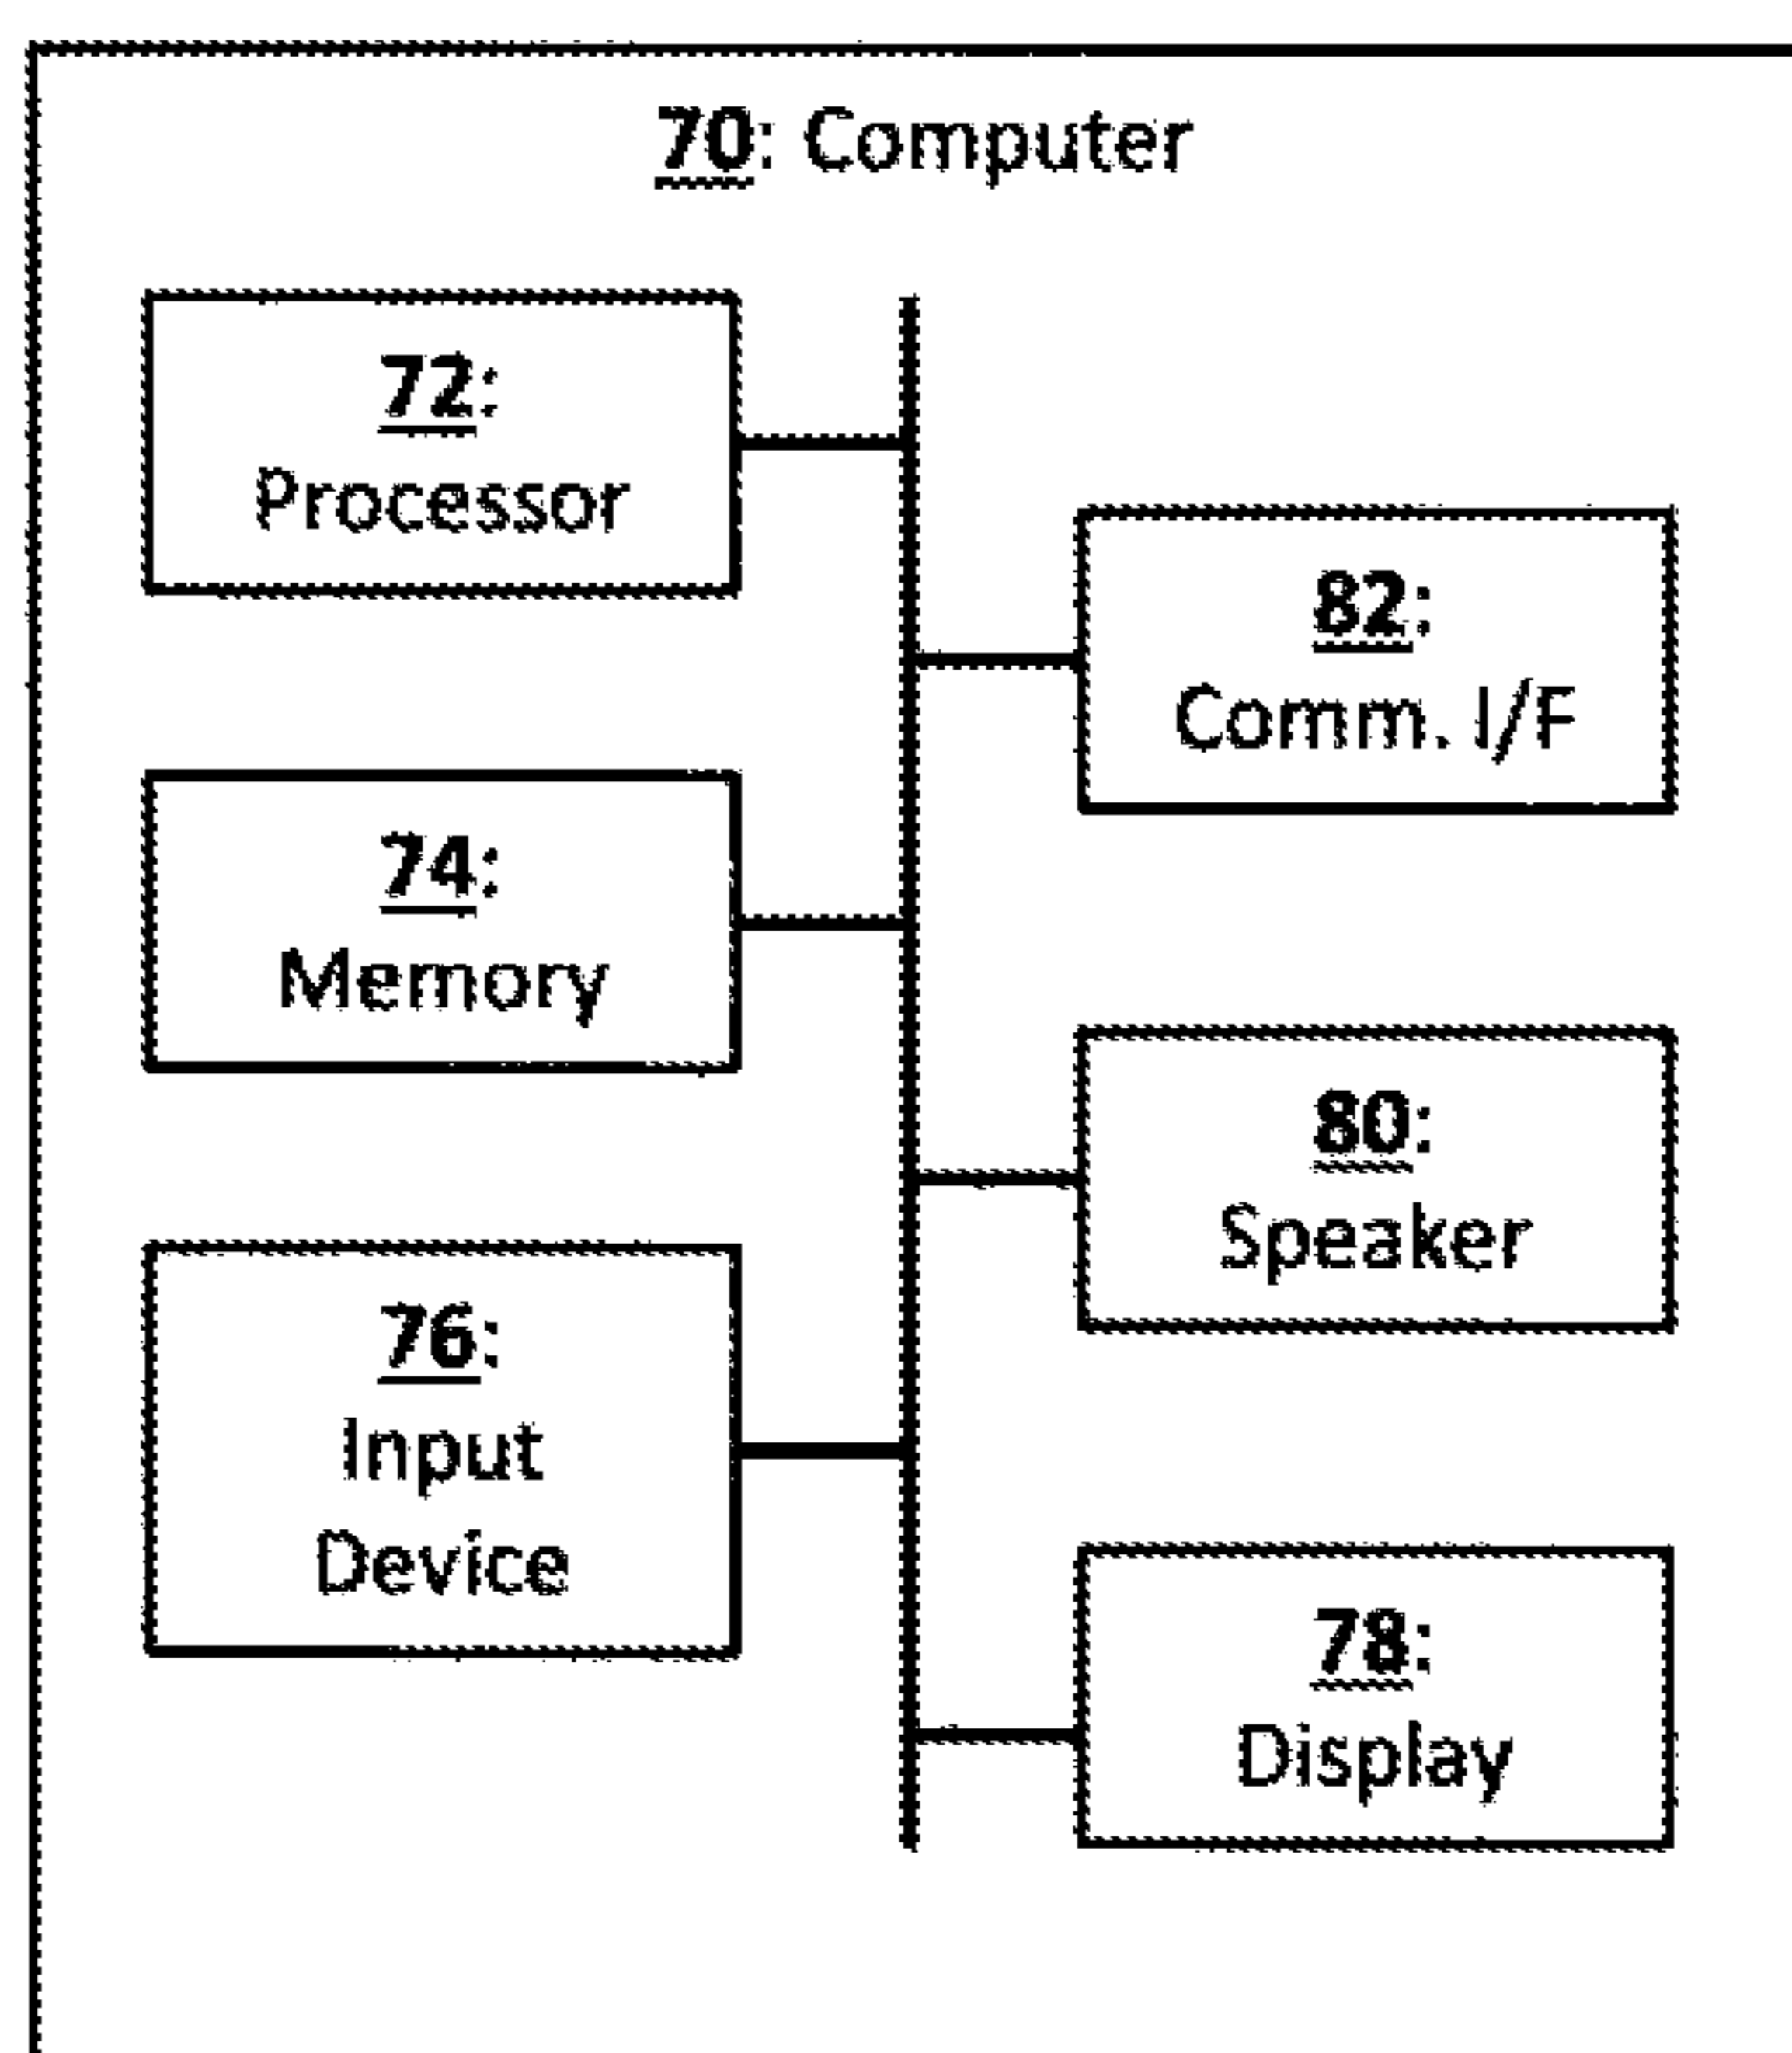 70: Computer
72:
Processor
74:
Memory
76:
Input
Device
82:
Comm. I/F
80:
Speaker
78:
Display